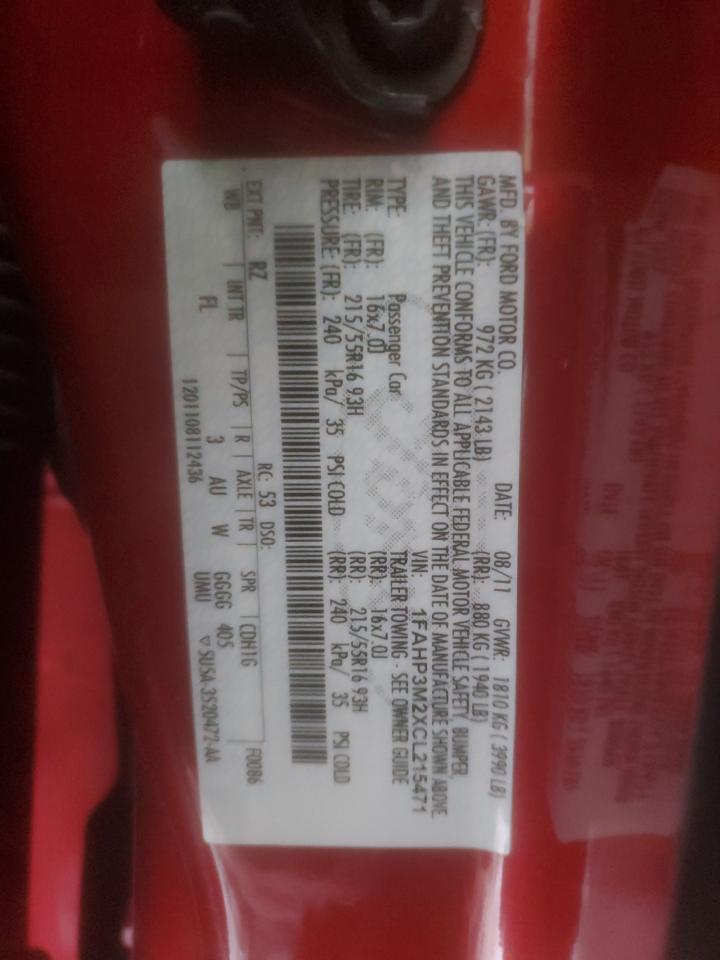 MFD. BY FORD MOTOR CO. DATE: 08/11 GVWR: 1810 KG ( 3990 LB)
GAWR: (FR): 972 KG ( 2143 LB) (RR): 880 KG ( 1940 LB)
THIS VEHICLE CONFORMS TO ALL APPLICABLE FEDERAL MOTOR VEHICLE SAFETY, BUMPER,
AND THEFT PREVENTION STANDARDS IN EFFECT ON THE DATE OF MANUFACTURE SHOWN ABOVE.
VIN: 1FAHP3M2XCL215471
TYPE: Passenger Car TRAILER TOWING - SEE OWNER GUIDE
RIM: (FR): 16x7.0J (RR): 16x7.0J
TIRE: (FR): 215/55R16 93H (RR): 215/55R16 93H
PRESSURE: (FR): 240 kPa/ 35 PSI COLD (RR): 240 kPa/ 35 PSI COLD
EXT PNT: RZ RC: 53 DSO: F0086
WB | INT TR | TP/PS | R | AXLE | TR | SPR | CDH1G
FL 3 AU W GGGG 405
UMU ▽ 5USA-3520472-AA
1201108112436